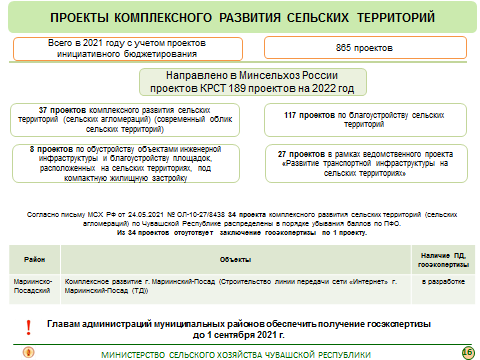 ПРОЕКТЫ КОМПЛЕКСНОГО РАЗВИТИЯ СЕЛЬСКИХ ТЕРРИТОРИЙ
Всего в 2021 году с учетом проектов
инициативного бюджетирования
865 проектов
Направлено в Минсельхоз России
проектов КРСТ 189 проектов на 2022 год
37 проектов комплексного развития сельских
территорий (сельских агломераций) (современный облик
сельских территорий)
117 проектов по благоустройству сельских
территорий
8 проектов по обустройству объектами инженерной
инфраструктуры и благоустройству площадок,
расположенных на сельских территориях, под
компактную жилищную застройку
27 проектов в рамках ведомственного проекта
«Развитие транспортной инфраструктуры на
сельских территориях»
Согласно письму МСХ РФ от 24.05.2021 № ОЛ-10-27/8438 34 проекта комплексного развития сельских территорий (сельских
агломераций) по Чувашской Республике распределены в порядке убывания баллов по ПФО.
Из 34 проектов отсутствует заключение госэкспертизы по 1 проекту.
Район
Объекты
Наличие ПД,
госэкспертизы
Мариинско-
Посадский
Комплексное развитие г. Мариинский-Посад (Строительство линии передачи сети «Интернет» г.
Мариинский-Посад (ТД))
в разработке
! Главам администраций муниципальных районов обеспечить получение госэкспертизы
до 1 сентября 2021 г.
МИНИСТЕРСТВО СЕЛЬСКОГО ХОЗЯЙСТВА ЧУВАШСКОЙ РЕСПУБЛИКИ
16